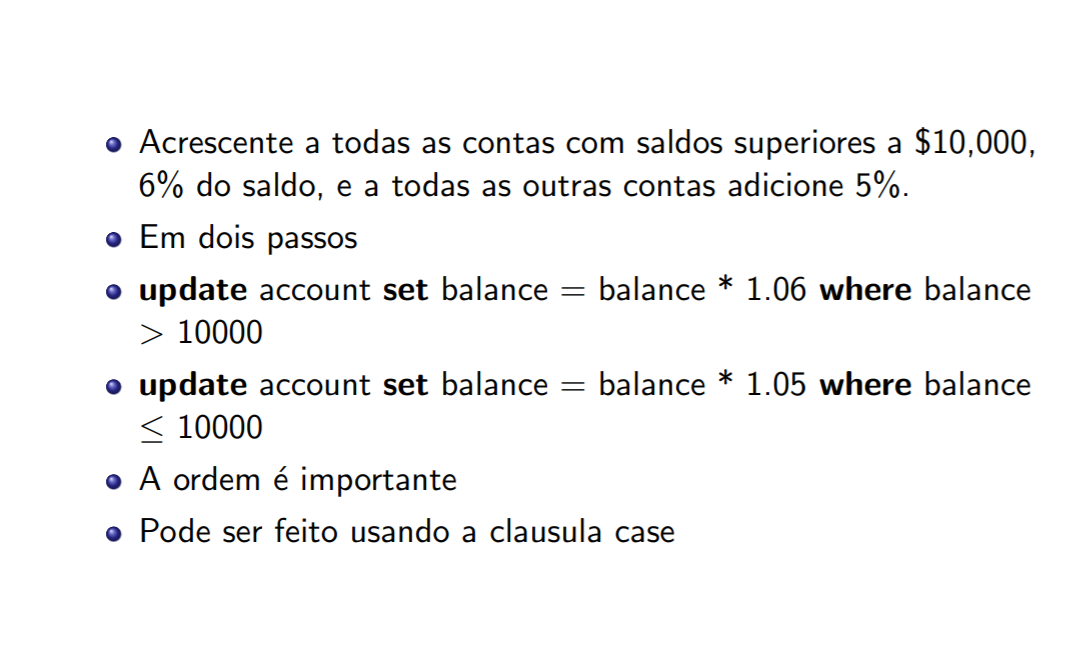 Acrescente a todas as contas com saldos superiores a $10,000,
6% do saldo, e a todas as outras contas adicione 5%.
Em dois passos
update account set balance = balance * 1.06 where balance
> 10000
update account set balance = balance * 1.05 where balance
≤ 10000
A ordem é importante
Pode ser feito usando a clausula case